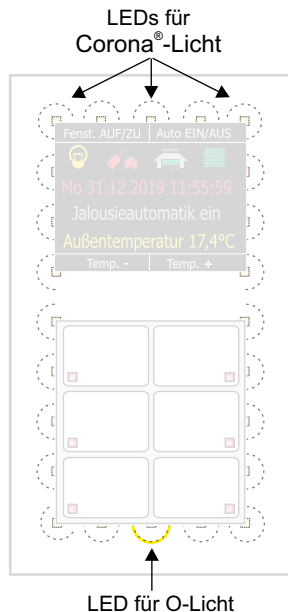 LEDs für
Corona®-Licht
Fenst. AUF/ZU Auto EIN/AUS
Mo 31.12.2019 11:55:59
Jalousieautomatik ein
Außentemperatur 17,4°C
Temp. - Temp. +
LED für O-Licht